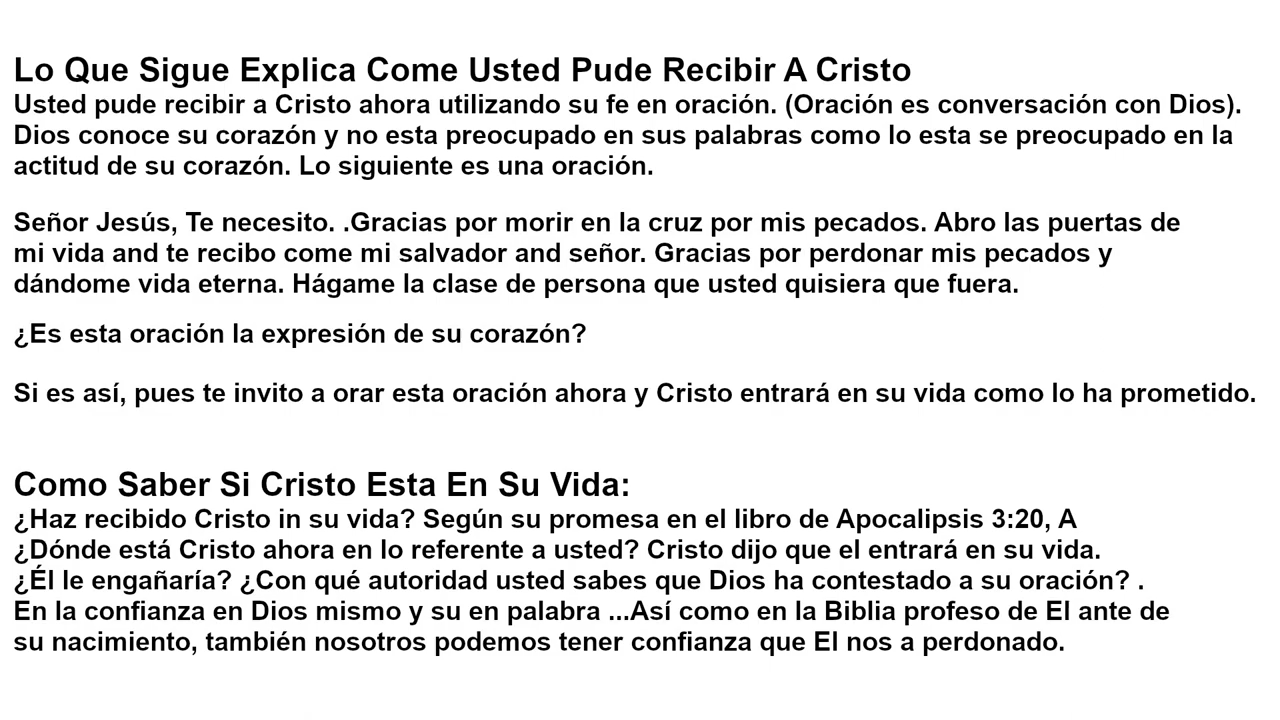 Lo Que Sigue Explica Come Usted Pude Recibir A Cristo
Usted pude recibir a Cristo ahora utilizando su fe en oración. (Oración es conversación con Dios).
Dios conoce su corazón y no esta preocupado en sus palabras como lo esta se preocupado en la
actitud de su corazón. Lo siguiente es una oración.
Señor Jesús, Te necesito. .Gracias por morir en la cruz por mis pecados. Abro las puertas de
mi vida and te recibo come mi salvador and señor. Gracias por perdonar mis pecados y
dándome vida eterna. Hágame la clase de persona que usted quisiera que fuera.
¿Es esta oración la expresión de su corazón?
Si es así, pues te invito a orar esta oración ahora y Cristo entrará en su vida como lo ha prometido.
Como Saber Si Cristo Esta En Su Vida:
¿Haz recibido Cristo in su vida? Según su promesa en el libro de Apocalipsis 3:20, A
¿Dónde está Cristo ahora en lo referente a usted? Cristo dijo que el entrará en su vida.
¿Él le engañaría? ¿Con qué autoridad usted sabes que Dios ha contestado a su oración? .
En la confianza en Dios mismo y su en palabra ...Así como en la Biblia profeso de El ante de
su nacimiento, también nosotros podemos tener confianza que El nos a perdonado.